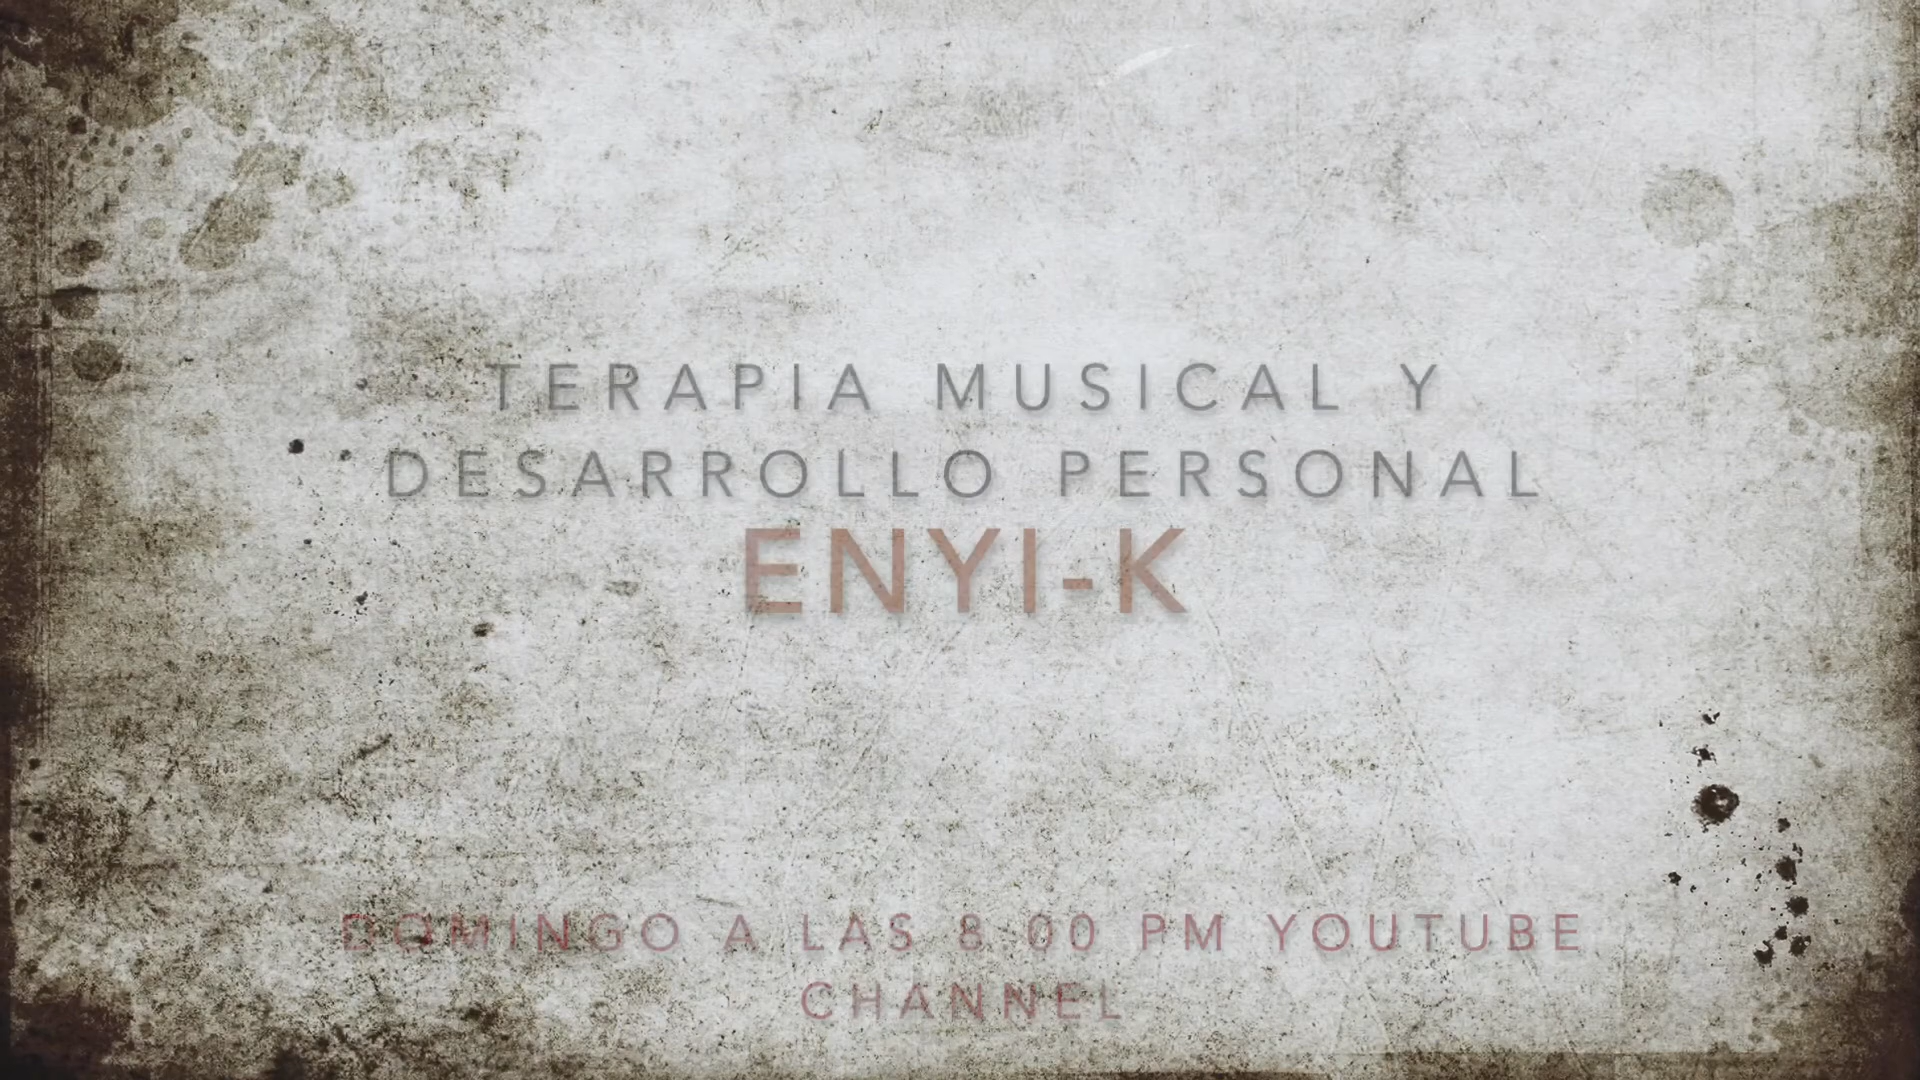 TERAPIA MUSICAL Y
DESARROLLO PERSONAL
ENYI-K
DOMINGO A LAS 8 00 PM YOUTUBE
CHANNEL